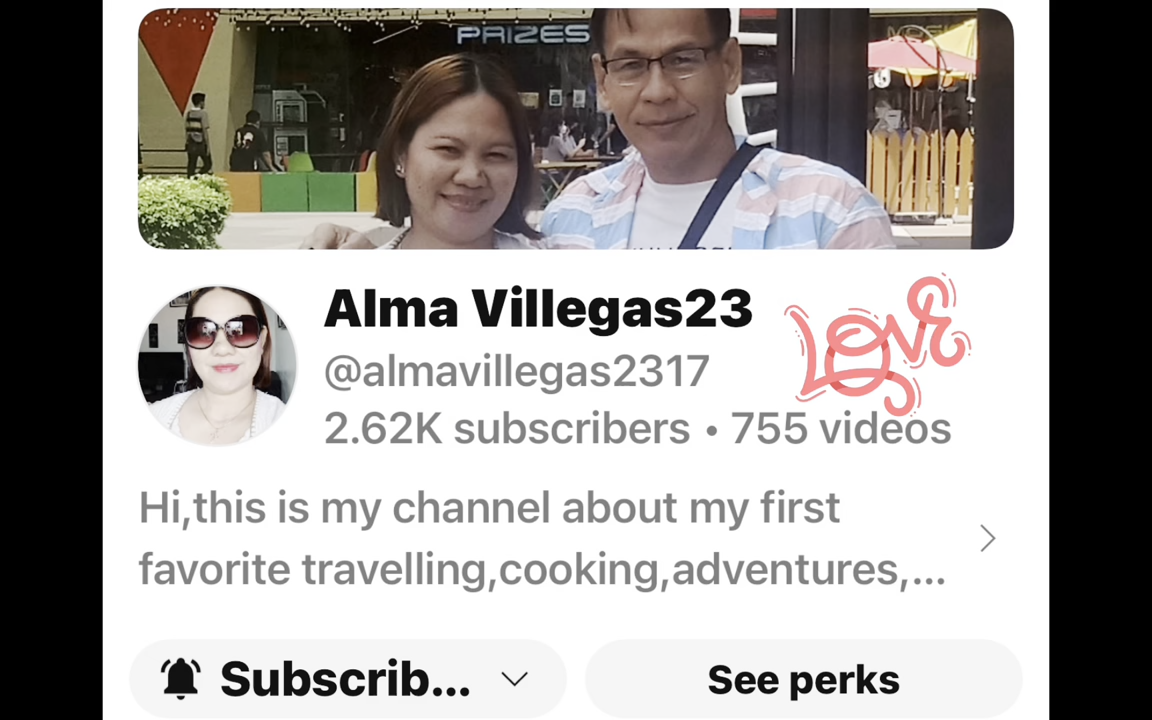 PRIZES
Alma Villegas23
LOVE
@almavillegas2317
2.62K subscribers • 755 videos
Hi,this is my channel about my first
favorite travelling,cooking,adventures,...
Subscrib...
See perks